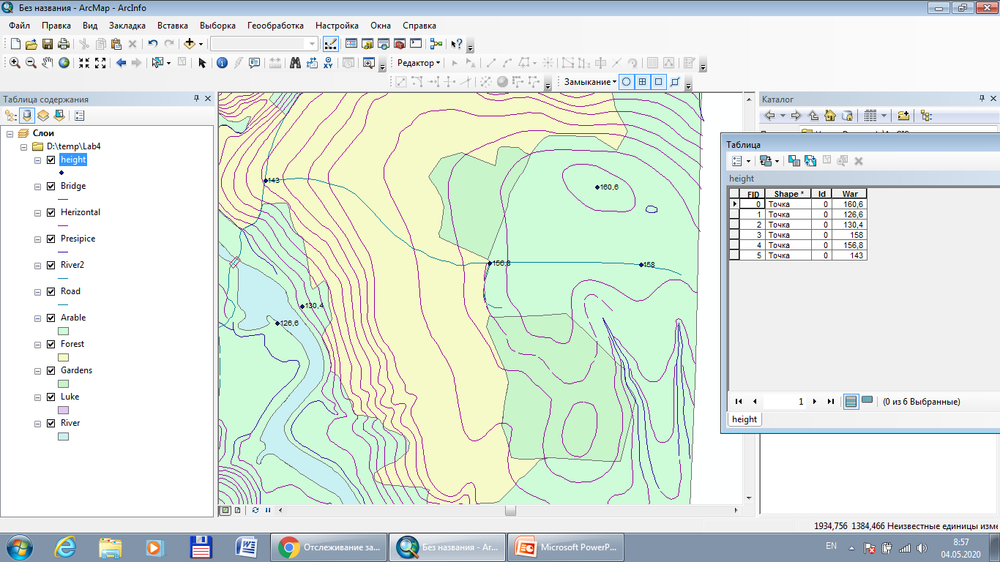 Без названия - ArcMap - ArcInfo
Файл Правка Вид Закладка Вставка Выборка Геообработка Настройка Окна Справка
Редактор
Замыкание
Таблица содержания
Слои
D:\temp\Lab4
height
Bridge
Herizontal
Presipice
River2
Road
Arable
Forest
Gardens
Luke
River
143
160,6
156,8
158
130,4
126,6
Каталог
Таблица
height
FID Shape * Id War
0 Точка 0 160,6
1 Точка 0 126,6
2 Точка 0 130,4
3 Точка 0 158
4 Точка 0 156,8
5 Точка 0 143
1 (0 из 6 Выбранные)
height
1934,756 1384,466 Неизвестные единицы изме
Отслеживание за... Без названия - Ar... Microsoft PowerP...
EN 8:57
04.05.2020